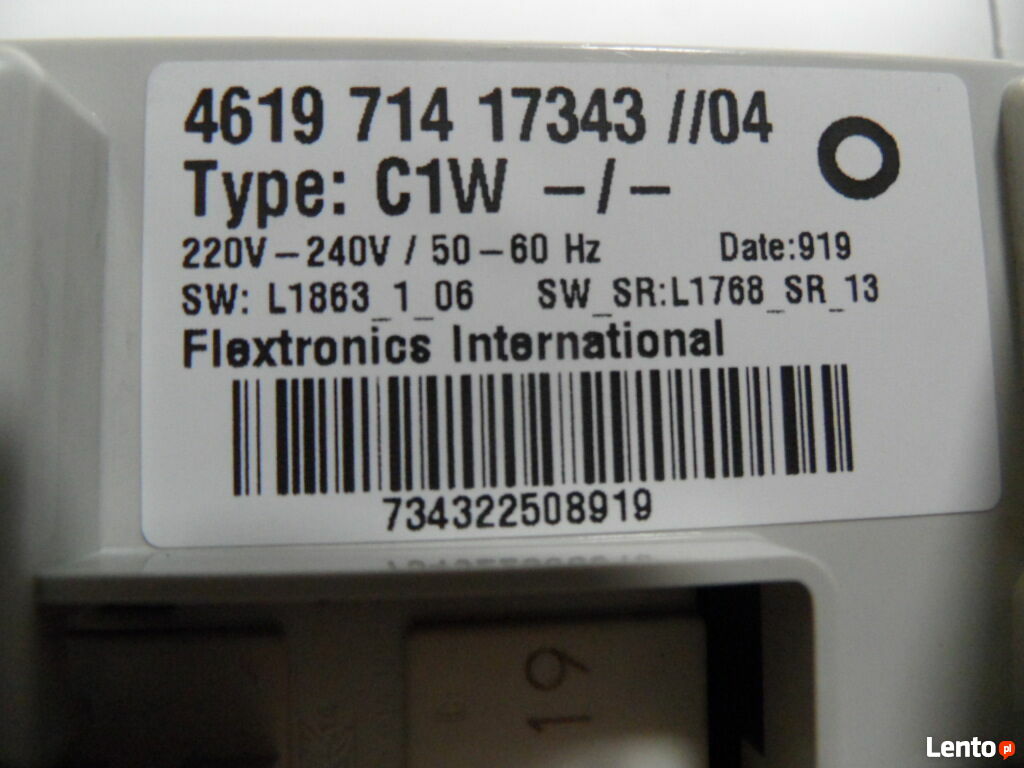 4619 714 17343 //04
Type: C1W –/–
220V–240V / 50–60 Hz Date:919
SW: L1863_1_06 SW_SR:L1768_SR_13
Flextronics International
734322508919
19
Lento pl